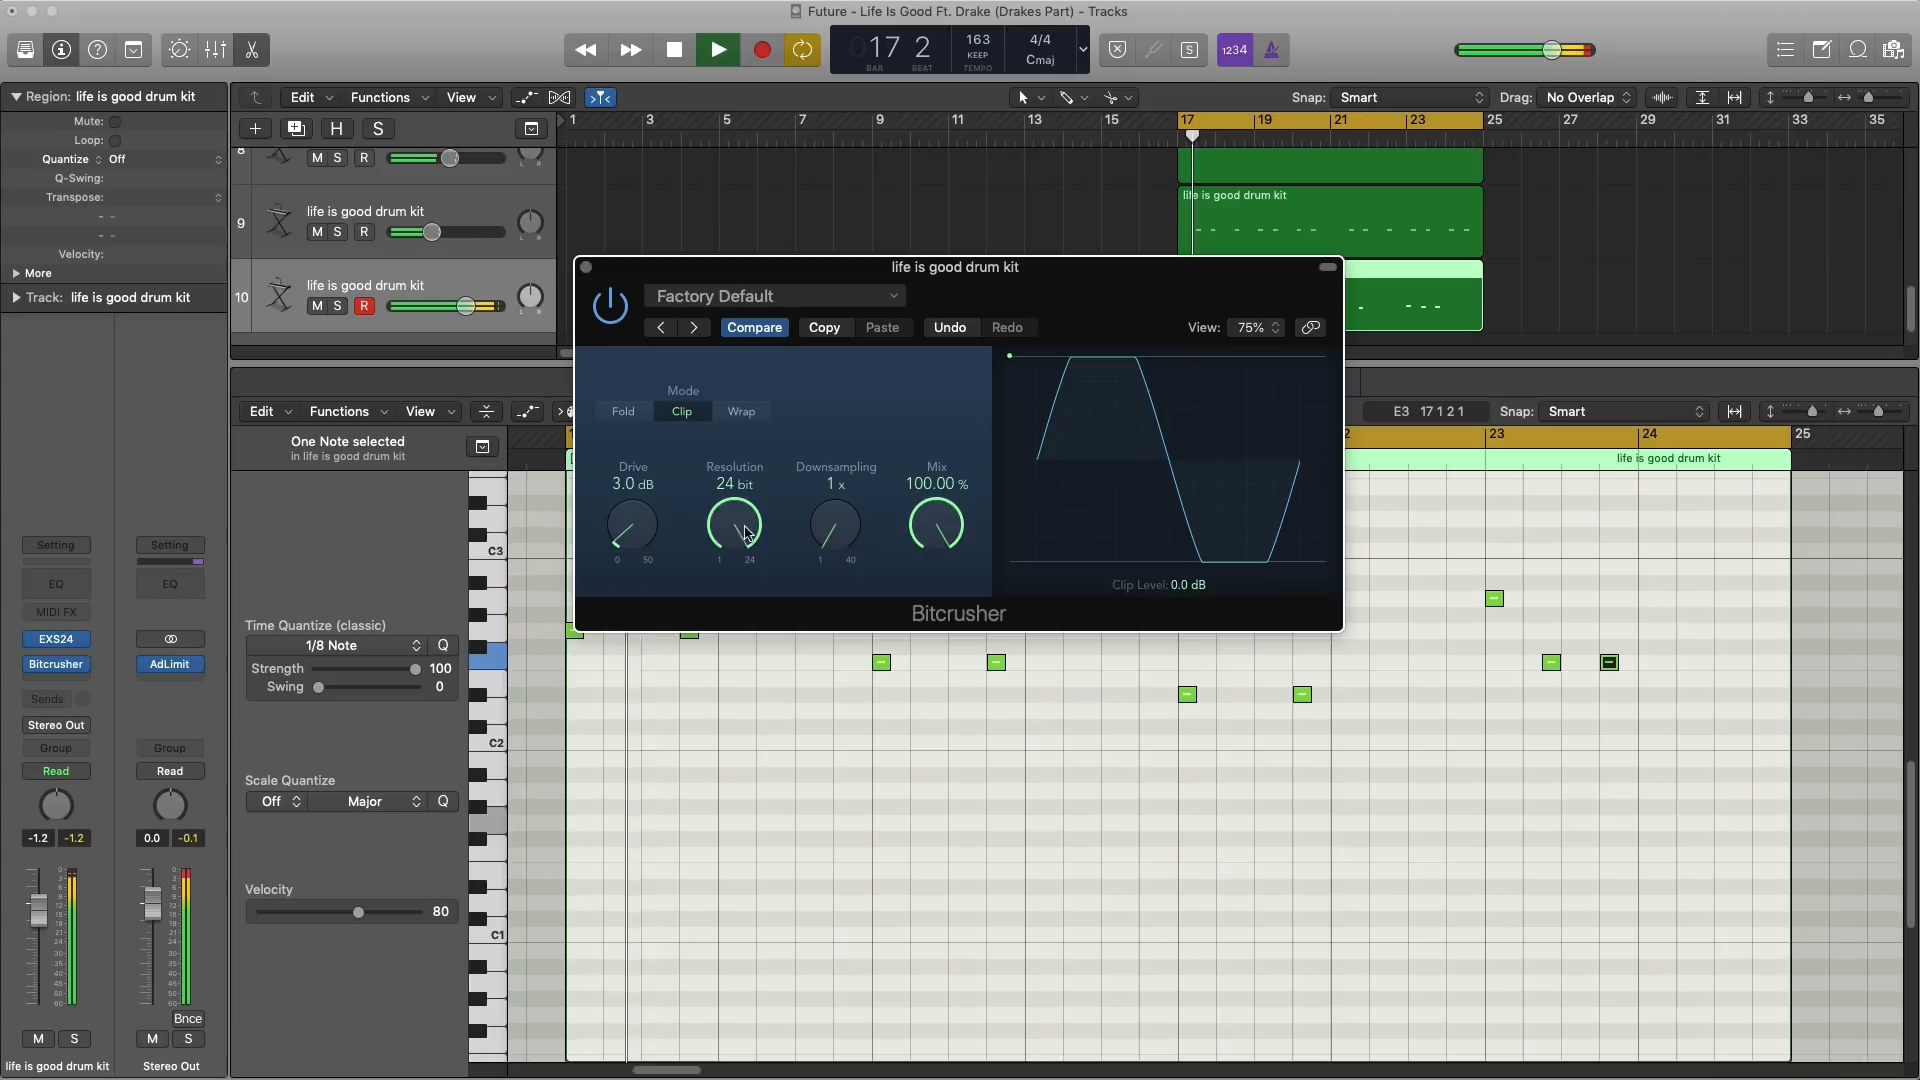 Future - Life Is Good Ft. Drake (Drakes Part) - Tracks
17 2
BAR BEAT
163
KEEP
TEMPO
4/4
Cmaj
S
1234
Region: life is good drum kit
Mute:
Loop:
Quantize Off
Q-Swing:
Transpose:
Velocity:
More
Track: life is good drum kit
Edit Functions View
Snap: Smart
Drag: No Overlap
H S
1 3 5 7 9 11 13 15 17 19 21 23 25 27 29 31 33 35
8 M S R
L R
9 life is good drum kit
M S R
L R
10 life is good drum kit
M S R
L R
life is good drum kit
life is good drum kit
Factory Default
Compare Copy Paste Undo Redo
View: 75%
Mode
Fold Clip Wrap
Drive Resolution Downsampling Mix
3.0 dB 24 bit 1 x 100.00 %
0 50 1 24 1 40
Clip Level: 0.0 dB
Bitcrusher
Edit Functions View
E3 17 1 2 1
Snap: Smart
One Note selected
in life is good drum kit
23 24 25
life is good drum kit
Time Quantize (classic)
1/8 Note Q
Strength 100
Swing 0
Scale Quantize
Off Major Q
Velocity
80
C3
C2
C1
Setting Setting
EQ EQ
MIDI FX
EXS24
Bitcrusher AdLimit
Sends
Stereo Out
Group Group
Read Read
-1.2 -1.2 0.0 -0.1
Bnce
M S M S
life is good drum kit Stereo Out